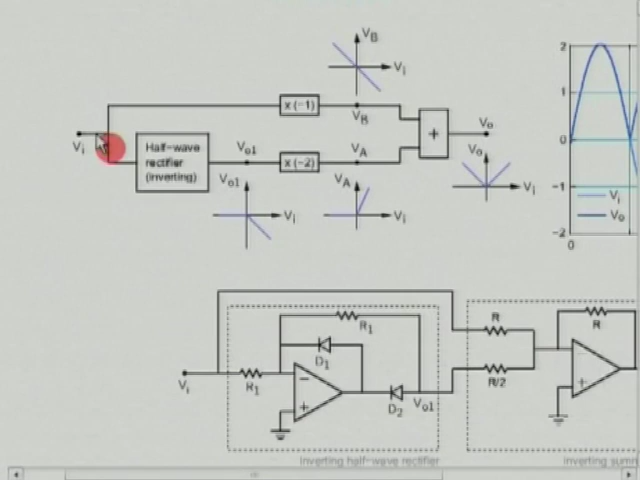 V_B
V_i
x (−1)
V_B
V_i
Half−wave
rectifier
(inverting)
V_o1
x (−2)
V_A
+
V_o
V_o1
V_i
V_A
V_i
V_o
V_i
2
1
0
−1
−2
V_i
V_o
0
V_i
R_1
R_1
D_1
−
+
D_2
V_o1
R
R/2
R
−
+
inverting half−wave rectifier
inverting summ